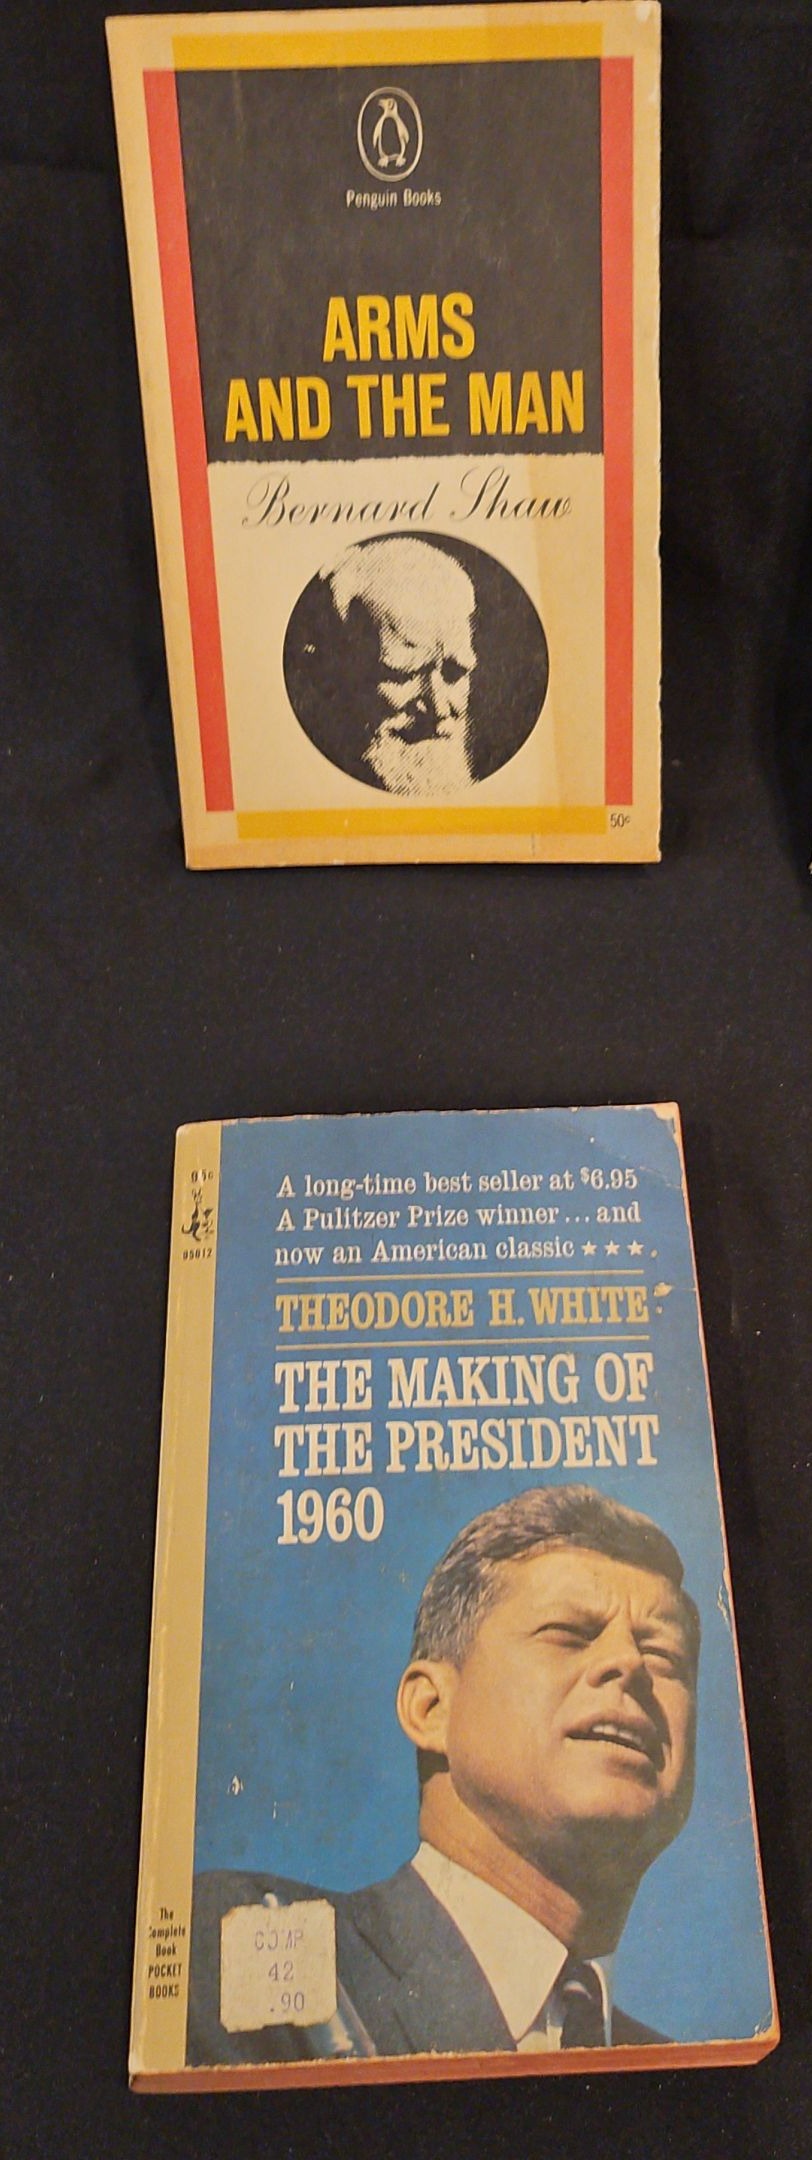 Penguin Books
ARMS
AND THE MAN
Bernard Shaw
50¢
95¢
95012
A long-time best seller at $6.95
A Pulitzer Prize winner ... and
now an American classic ★ ★ ★
THEODORE H. WHITE
THE MAKING OF
THE PRESIDENT
1960
The
Complete
Book
POCKET
BOOKS
COMP
42
.90